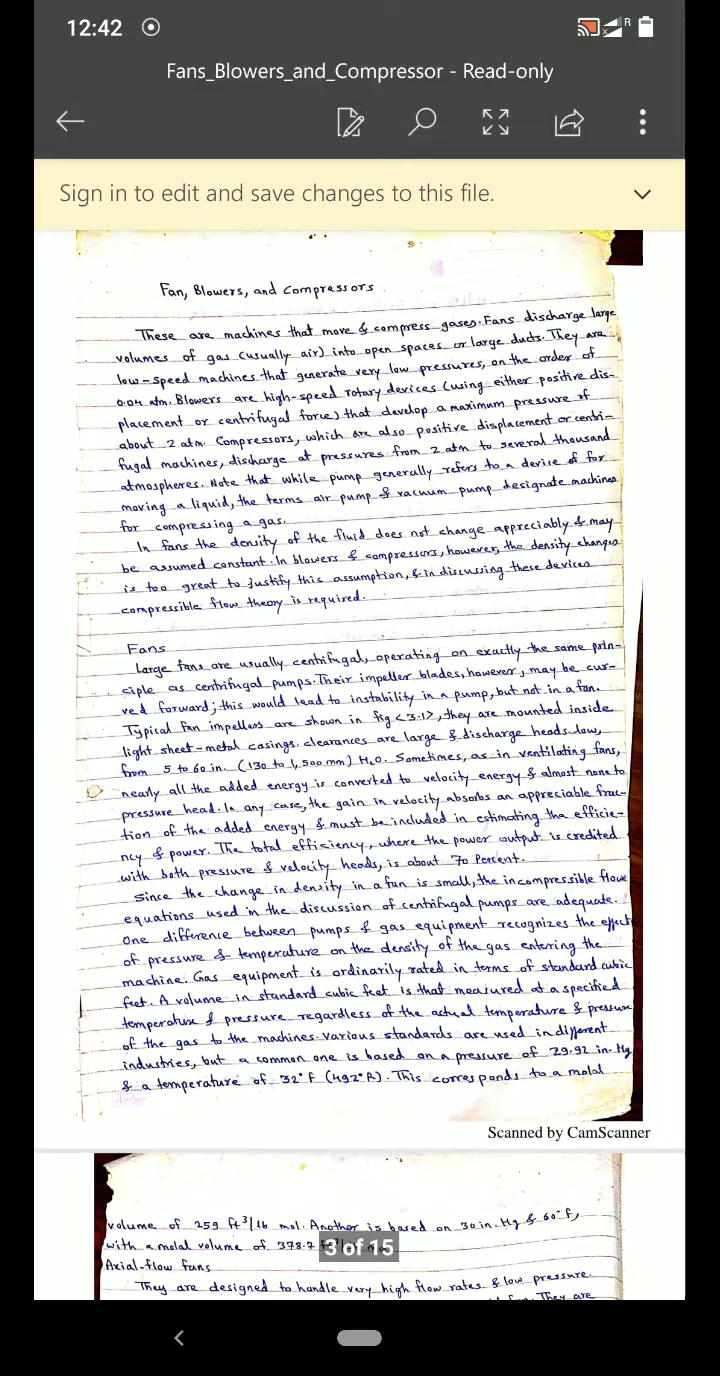 12:42
R
x
Fans_Blowers_and_Compressor - Read-only
Sign in to edit and save changes to this file.
Fan, Blowers, and Compressors
These are machines that move & compress gases. Fans discharge large
volumes of gas (usually air) into open spaces or large ducts. They are
low-speed machines that generate very low pressures, on the order of
0.04 atm. Blowers are high-speed rotary devices (using either positive dis-
placement or centrifugal force) that develop a maximum pressure of
about 2 atm. Compressors, which are also positive displacement or centri-
fugal machines, discharge at pressures from 2 atm to several thousand
atmospheres. Note that while pump generally refers to a device for
moving a liquid, the terms air pump & vacuum pump designate machines
for compressing a gas.
In fans the density of the fluid does not change appreciably & may
be assumed constant. In blowers & compressors, however, the density changes
is too great to justify this assumption, & in discussing these devices
compressible flow theory is required.
Fans
Large fans are usually centrifugal, operating on exactly the same prin-
ciple as centrifugal pumps. Their impeller blades, however, may be cur-
ved forward; this would lead to instability in a pump, but not in a fan.
Typical fan impellers are shown in fig <3.1>, they are mounted inside
light sheet-metal casings. clearances are large & discharge heads low,
from 5 to 60 in. (130 to 1,500 mm) H2O. Sometimes, as in ventilating fans,
nearly all the added energy is converted to velocity energy & almost none to
pressure head. In any case, the gain in velocity absorbs an appreciable frac-
tion of the added energy & must be included in estimating the efficie-
ncy & power. The total efficiency, where the power output is credited
with both pressure & velocity heads, is about 70 percent.
Since the change in density in a fan is small, the incompressible flow
equations used in the discussion of centifugal pumps are adequate.
One difference between pumps & gas equipment recognizes the effect
of pressure & temperature on the density of the gas entering the
machine. Gas equipment is ordinarily rated in terms of standard cubic
feet. A volume in standard cubic feet is that measured at a specified
temperature & pressure regardless of the actual temperature & pressure
of the gas to the machines. Various standards are used in different
industries, but a common one is based on a pressure of 29.92 in. Hg
& a temperature of 32°F (492°R). This corresponds to a molal
Scanned by CamScanner
volume of 259 ft3/lb mol. Another is based on 30 in. Hg & 60°f,
with a molal volume of 378.7
3 of 15
Axial-flow fans
They are designed to handle very high flow rates & low pressure.
They are